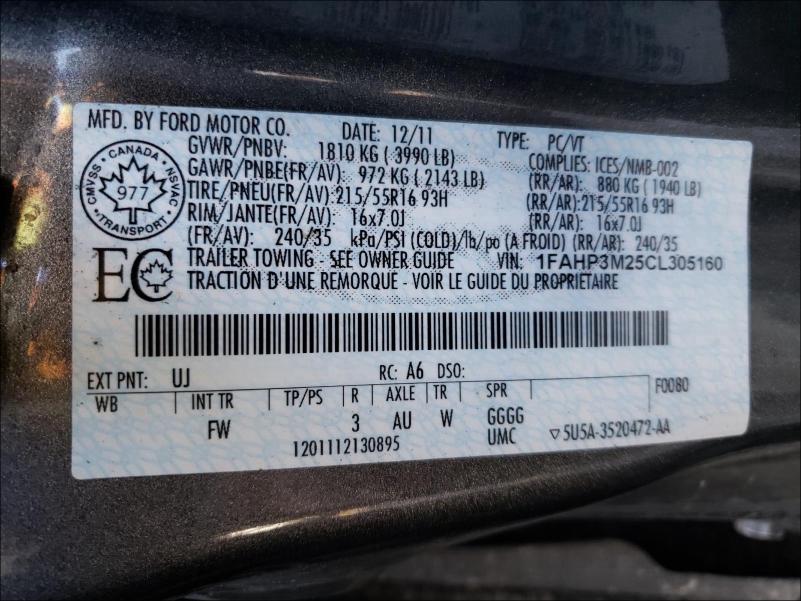 MFD. BY FORD MOTOR CO. DATE: 12/11 TYPE: PC/VT
GVWR/PNBV: 1810 KG ( 3990 LB) COMPLIES: ICES/NMB-002
GAWR/PNBE(FR/AV): 972 KG ( 2143 LB) (RR/AR): 880 KG ( 1940 LB)
TIRE/PNEU(FR/AV): 215/55R16 93H (RR/AR): 215/55R16 93H
RIM/JANTE(FR/AV): 16x7.0J (RR/AR): 16x7.0J
(FR/AV): 240/35 kPa/PSI (COLD)/lb/po (A FROID) (RR/AR): 240/35
TRAILER TOWING - SEE OWNER GUIDE VIN: 1FAHP3M25CL305160
TRACTION D'UNE REMORQUE - VOIR LE GUIDE DU PROPRIÉTAIRE
CMVSS • CANADA • NSVAC
977
• TRANSPORT •
EC
EXT PNT: UJ RC: A6 DSO: F0080
WB INT TR TP/PS R AXLE TR SPR
FW 3 AU W GGGG
1201112130895 UMC ▽5U5A-3520472-AA